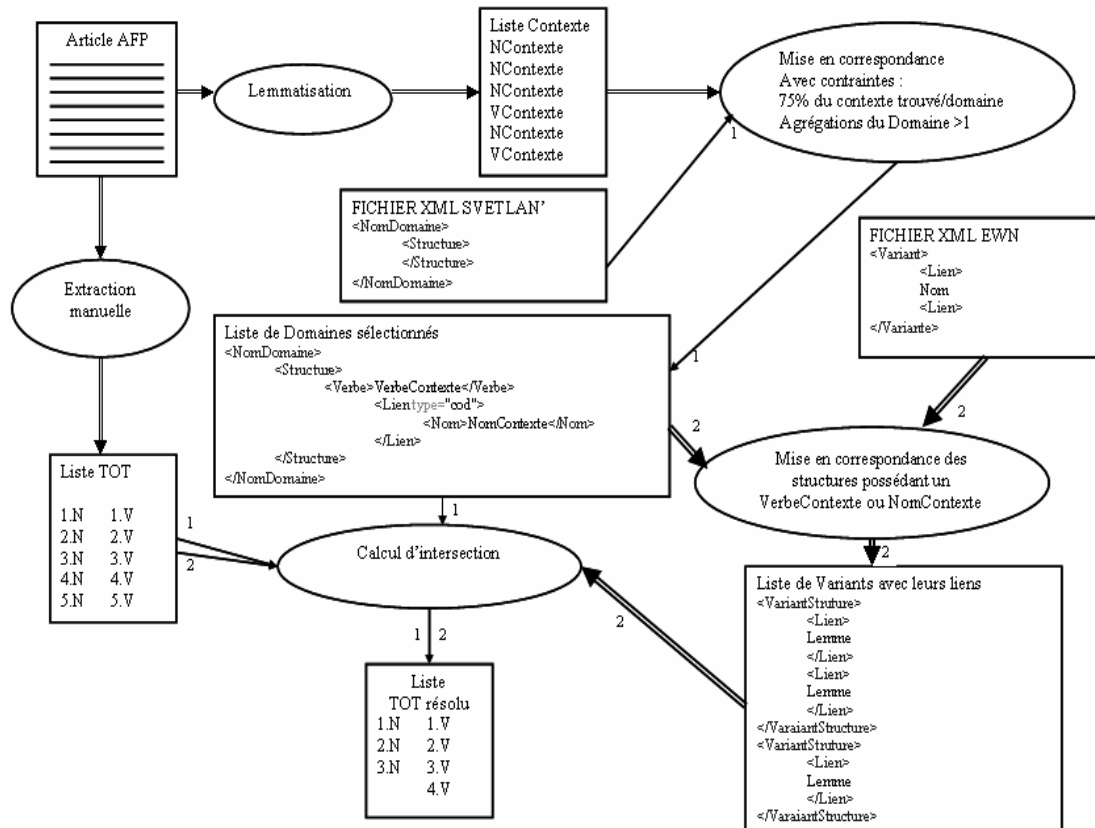 Article AFP
Lemmatisation
Liste Contexte
NContexte
NContexte
NContexte
VContexte
NContexte
VContexte
Mise en correspondance
Avec contraintes :
75% du contexte trouvé/domaine
Agrégations du Domaine >1
1
FICHIER XML SVETLAN'
<NomDomaine>
<Structure>
</Structure>
</NomDomaine>
FICHIER XML EWN
<Variant>
<Lien>
Nom
<Lien>
</Variante>
Extraction
manuelle
Liste de Domaines sélectionnés
<NomDomaine>
<Structure>
<Verbe>VerbeContexte</Verbe>
<Lientype="cod">
<Nom>NomContexte</Nom>
</Lien>
</Structure>
</NomDomaine>
1
2
2
Mise en correspondance des
structures possédant un
VerbeContexte ou NomContexte
Liste TOT
1.N 1.V
2.N 2.V
3.N 3.V
4.N 4.V
5.N 5.V
1
2
1
Calcul d'intersection
2
2
Liste de Variants avec leurs liens
<VariantStruture>
<Lien>
Lemme
</Lien>
<Lien>
Lemme
</Lien>
</VaraiantStructure>
<VariantStruture>
<Lien>
Lemme
</Lien>
</VaraiantStructure>
1 2
Liste
TOT résolu
1.N 1.V
2.N 2.V
3.N 3.V
4.V